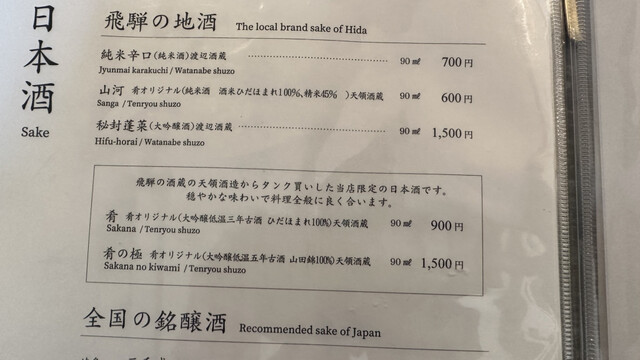 日本酒
Sake
飛騨の地酒 The local brand sake of Hida
純米辛口(純米酒)渡辺酒蔵 90㎖ 700円
Jyunmai karakuchi / Watanabe shuzo
山河 肴オリジナル(純米酒 酒米ひだほまれ100%、精米45% )天領酒蔵 90㎖ 600円
Sanga / Tenryou shuzo
秘封蓬菜(大吟醸酒)渡辺酒蔵 90㎖ 1,500円
Hifu-horai / Watanabe shuzo
飛騨の酒蔵の天領酒造からタンク買いした当店限定の日本酒です。
穏やかな味わいで料理全般に良く合います。
肴 肴オリジナル(大吟醸低温三年古酒 ひだほまれ100%)天領酒蔵 90㎖ 900円
Sakana / Tenryou shuzo
肴の極 肴オリジナル(大吟醸低温五年古酒 山田錦100%)天領酒蔵 90㎖ 1,500円
Sakana no kiwami / Tenryou shuzo
全国の銘醸酒 Recommended sake of Japan